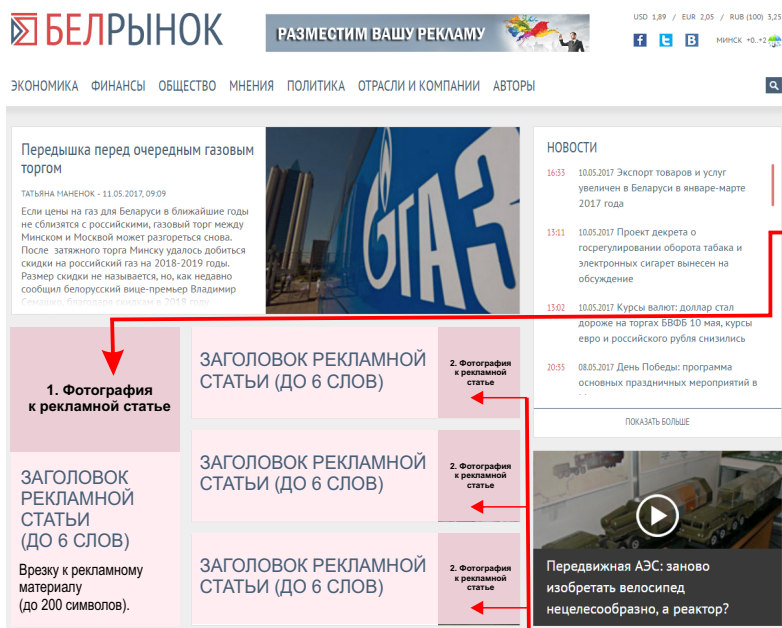 БЕЛРЫНОК
РАЗМЕСТИМ ВАШУ РЕКЛАМУ
USD 1,89 / EUR 2,05 / RUB (100) 3,25
МИНСК +0..+2
ЭКОНОМИКА ФИНАНСЫ ОБЩЕСТВО МНЕНИЯ ПОЛИТИКА ОТРАСЛИ И КОМПАНИИ АВТОРЫ
Передышка перед очередным газовым
торгом
ТАТЬЯНА МАНЕНОК - 11.05.2017, 09:09
Если цены на газ для Беларуси в ближайшие годы
не сблизятся с российскими, газовый торг между
Минском и Москвой может разгореться снова.
После затяжного торга Минску удалось добиться
скидки на российский газ на 2018-2019 годы.
Размер скидки не называется, но, как недавно
сообщил белорусский вице-премьер Владимир
Семашко, благодаря скидкам в 2018 году
ГАЗ
НОВОСТИ
16:33 10.05.2017 Экспорт товаров и услуг
увеличен в Беларуси в январе-марте
2017 года
13:11 10.05.2017 Проект декрета о
госрегулировании оборота табака и
электронных сигарет вынесен на
обсуждение
13:02 10.05.2017 Курсы валют: доллар стал
дороже на торгах БВФБ 10 мая, курсы
евро и российского рубля снизились
20:35 08.05.2017 День Победы: программа
основных праздничных мероприятий в
ПОКАЗАТЬ БОЛЬШЕ
1. Фотография
к рекламной статье
ЗАГОЛОВОК
РЕКЛАМНОЙ
СТАТЬИ
(ДО 6 СЛОВ)
Врезку к рекламному
материалу
(до 200 символов).
ЗАГОЛОВОК РЕКЛАМНОЙ
СТАТЬИ (ДО 6 СЛОВ)
2. Фотография
к рекламной
статье
ЗАГОЛОВОК РЕКЛАМНОЙ
СТАТЬИ (ДО 6 СЛОВ)
2. Фотография
к рекламной
статье
ЗАГОЛОВОК РЕКЛАМНОЙ
СТАТЬИ (ДО 6 СЛОВ)
2. Фотография
к рекламной
статье
Передвижная АЭС: заново
изобретать велосипед
нецелесообразно, а реактор?